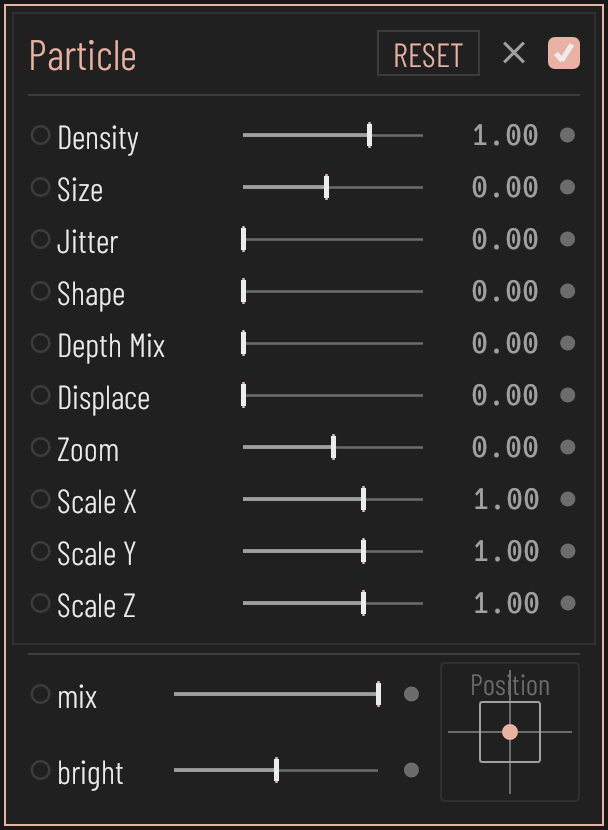 Particle RESET
Density 1.00
Size 0.00
Jitter 0.00
Shape 0.00
Depth Mix 0.00
Displace 0.00
Zoom 0.00
Scale X 1.00
Scale Y 1.00
Scale Z 1.00
Position
mix
bright